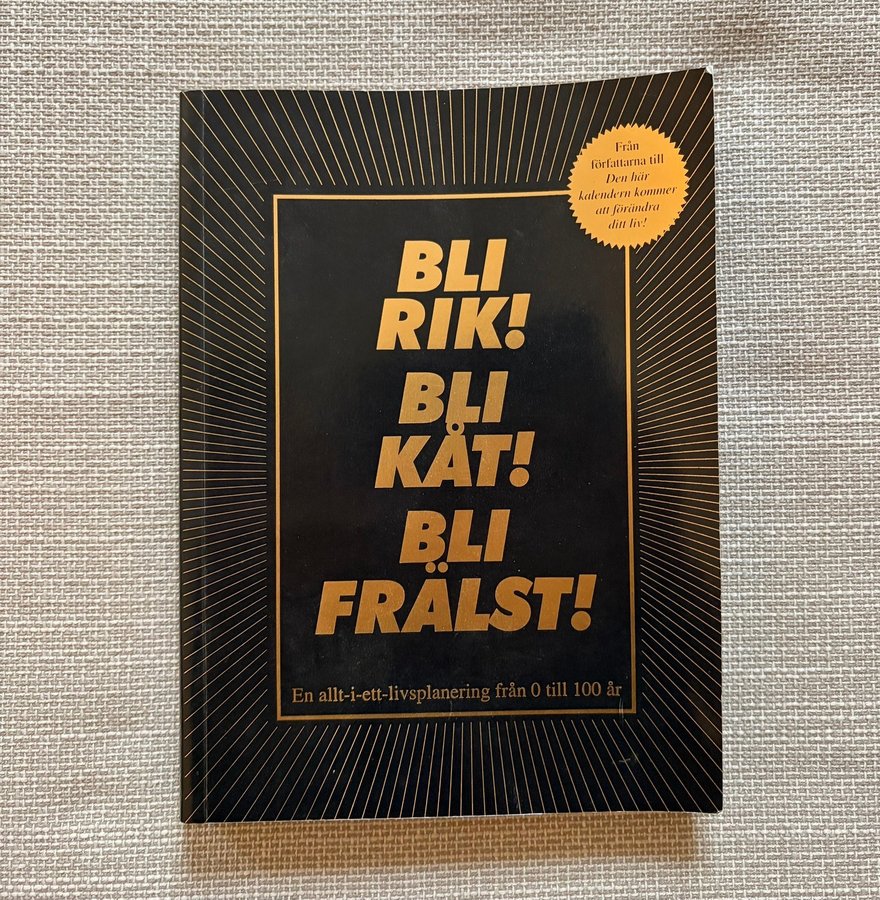 Från
författarna till
Den här
kalendern kommer
att förändra
ditt liv!
BLI
RIK!
BLI
KÅT!
BLI
FRÄLST!
En allt-i-ett-livsplanering från 0 till 100 år